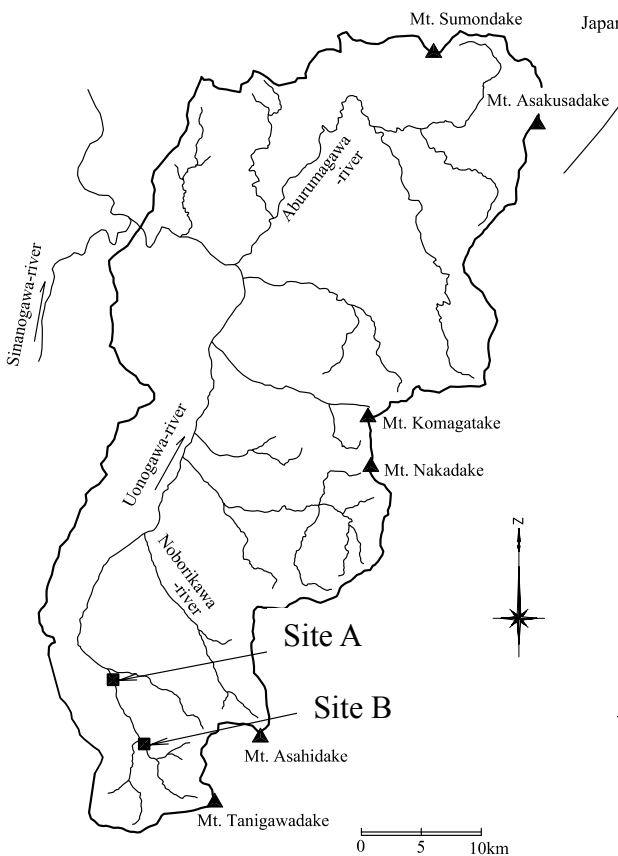 Mt. Sumondake
Japan
Mt. Asakusadake
Aburumagawa
-river
Sinanogawa-river
Mt. Komagatake
Uonogawa-river
Mt. Nakadake
Z
Noborikawa
-river
Site A
Site B
Mt. Asahidake
Mt. Tanigawadake
0 5 10km